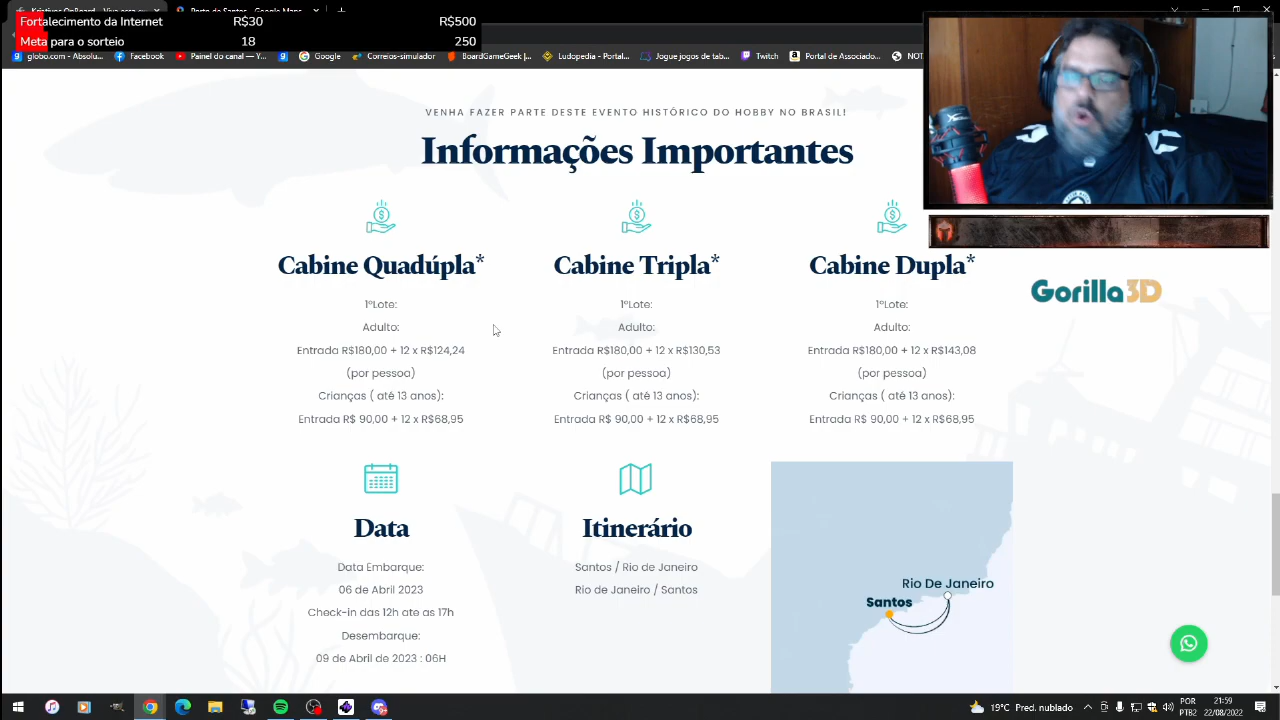 Fortalecimento da Internet R$30 R$500
Meta para o sorteio 18 250
globo.com - Absolu... Facebook Painel do canal — Y... Google Correios-simulador BoardGameGeek |... Ludopedia - Portal... Jogue jogos de tab... Twitch Portal de Associado... NOT
VENHA FAZER PARTE DESTE EVENTO HISTÓRICO DO HOBBY NO BRASIL!
Informações Importantes
Cabine Quadúpla*
1ºLote:
Adulto:
Entrada R$180,00 + 12 x R$124,24
(por pessoa)
Crianças ( até 13 anos):
Entrada R$ 90,00 + 12 x R$68,95
Cabine Tripla*
1ºLote:
Adulto:
Entrada R$180,00 + 12 x R$130,53
(por pessoa)
Crianças ( até 13 anos):
Entrada R$ 90,00 + 12 x R$68,95
Cabine Dupla*
1ºLote:
Adulto:
Entrada R$180,00 + 12 x R$143,08
(por pessoa)
Crianças ( até 13 anos):
Entrada R$ 90,00 + 12 x R$68,95
Gorilla3D
Data
Data Embarque:
06 de Abril 2023
Check-in das 12h ate as 17h
Desembarque:
09 de Abril de 2023 : 06H
Itinerário
Santos / Rio de Janeiro
Rio de Janeiro / Santos
Rio De Janeiro
Santos
19°C Pred. nublado
POR
PTB2
21:59
22/08/2022